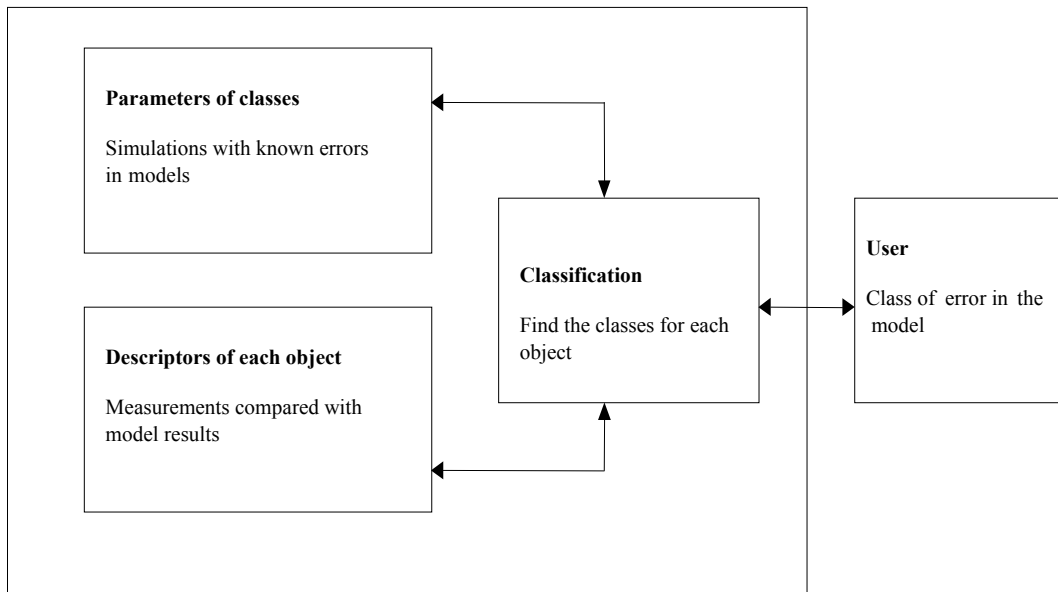 Parameters of classes
Simulations with known errors
in models
Descriptors of each object
Measurements compared with
model results
Classification
Find the classes for each
object
User
Class of error in the
model